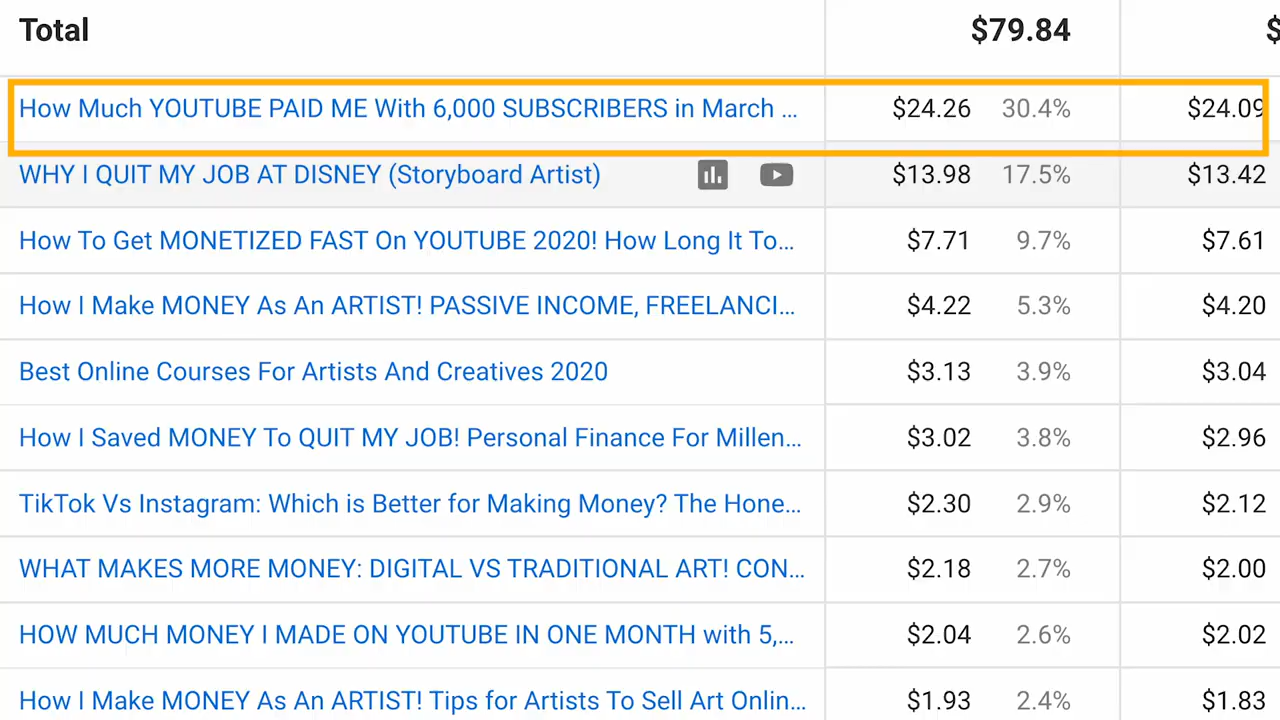 Total $79.84 $
How Much YOUTUBE PAID ME With 6,000 SUBSCRIBERS in March ... $24.26 30.4% $24.09
WHY I QUIT MY JOB AT DISNEY (Storyboard Artist) $13.98 17.5% $13.42
How To Get MONETIZED FAST On YOUTUBE 2020! How Long It To... $7.71 9.7% $7.61
How I Make MONEY As An ARTIST! PASSIVE INCOME, FREELANCI... $4.22 5.3% $4.20
Best Online Courses For Artists And Creatives 2020 $3.13 3.9% $3.04
How I Saved MONEY To QUIT MY JOB! Personal Finance For Millen... $3.02 3.8% $2.96
TikTok Vs Instagram: Which is Better for Making Money? The Hone... $2.30 2.9% $2.12
WHAT MAKES MORE MONEY: DIGITAL VS TRADITIONAL ART! CON... $2.18 2.7% $2.00
HOW MUCH MONEY I MADE ON YOUTUBE IN ONE MONTH with 5,... $2.04 2.6% $2.02
How I Make MONEY As An ARTIST! Tips for Artists To Sell Art Onlin... $1.93 2.4% $1.83